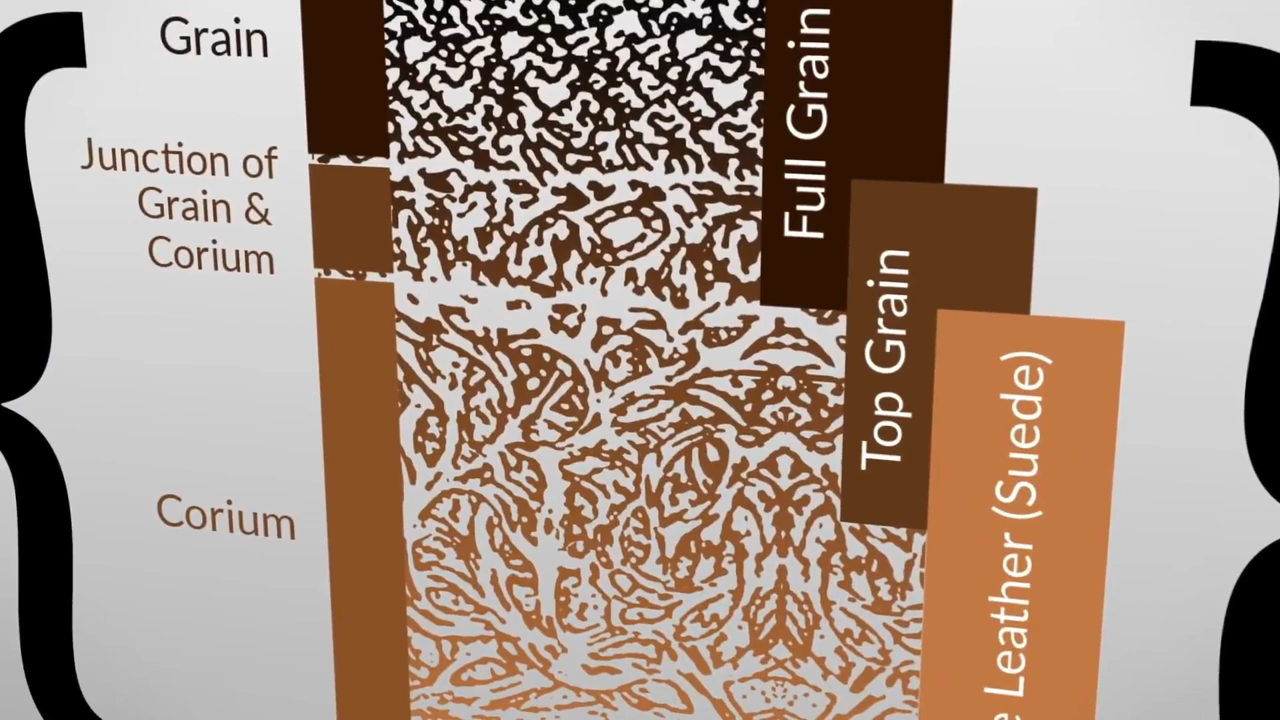 Grain
Junction of
Grain &
Corium
Corium
Full Grain
Top Grain
Leather (Suede)